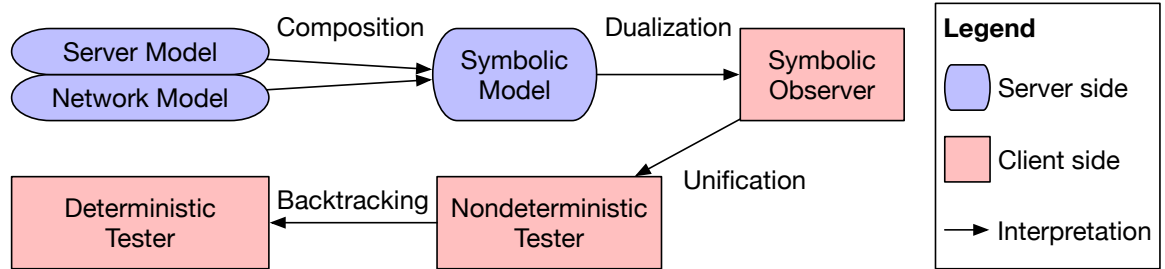 Server Model
Network Model
Composition
Symbolic
Model
Dualization
Symbolic
Observer
Unification
Nondeterministic
Tester
Backtracking
Deterministic
Tester
Legend
Server side
Client side
Interpretation